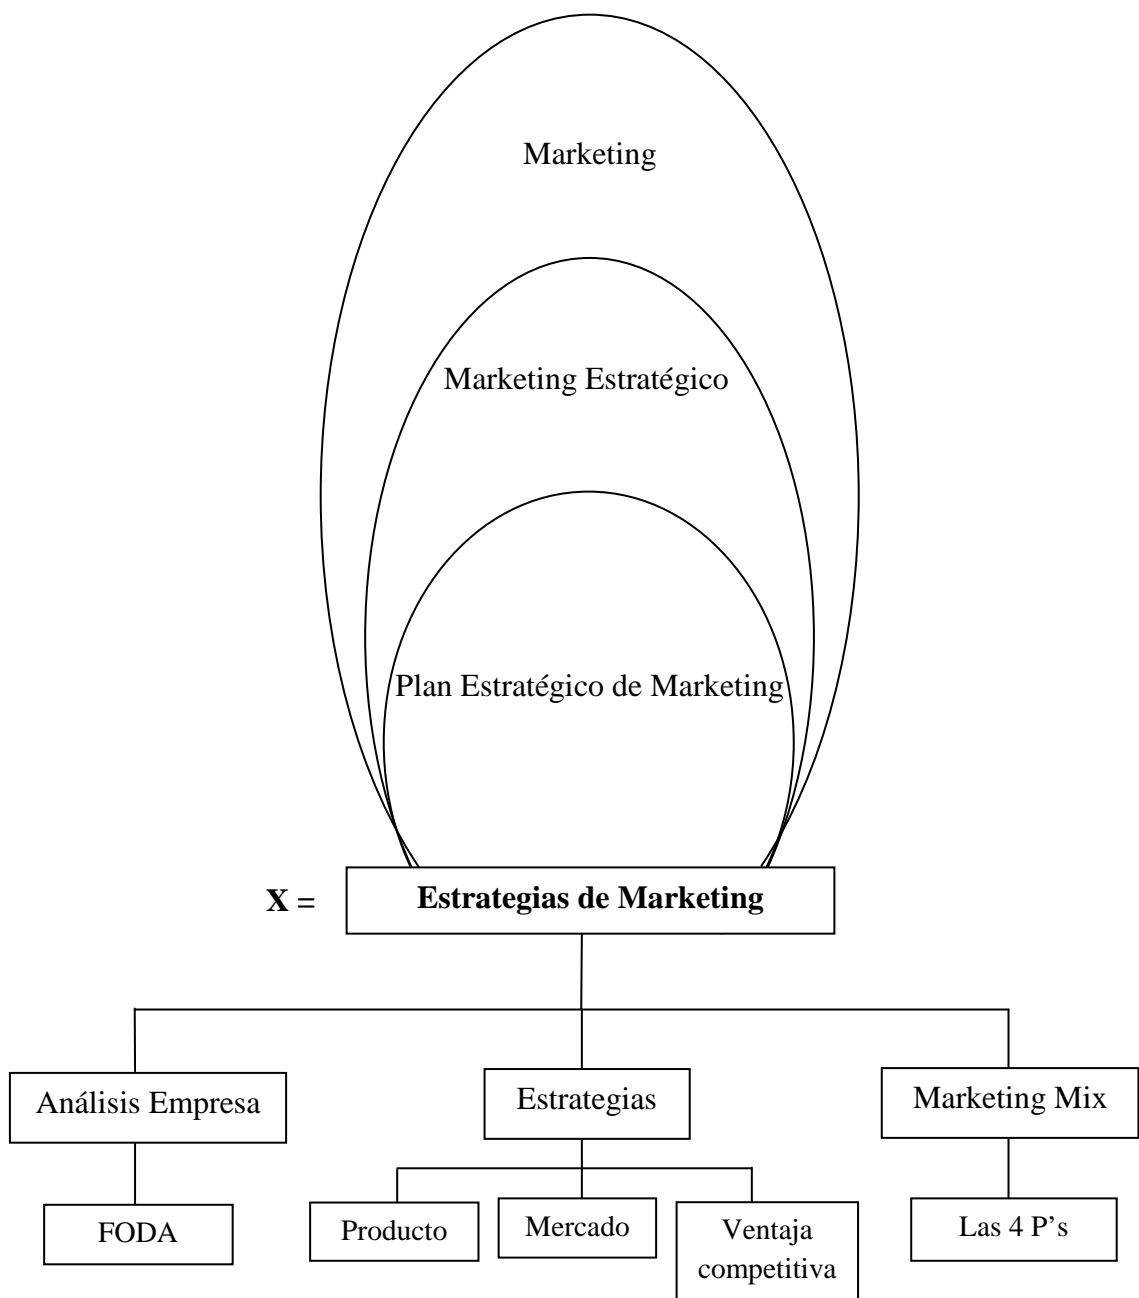 Marketing
Marketing Estratégico
Plan Estratégico de Marketing
X =
Estrategias de Marketing
Análisis Empresa
Estrategias
Marketing Mix
FODA
Producto
Mercado
Ventaja
competitiva
Las 4 P’s